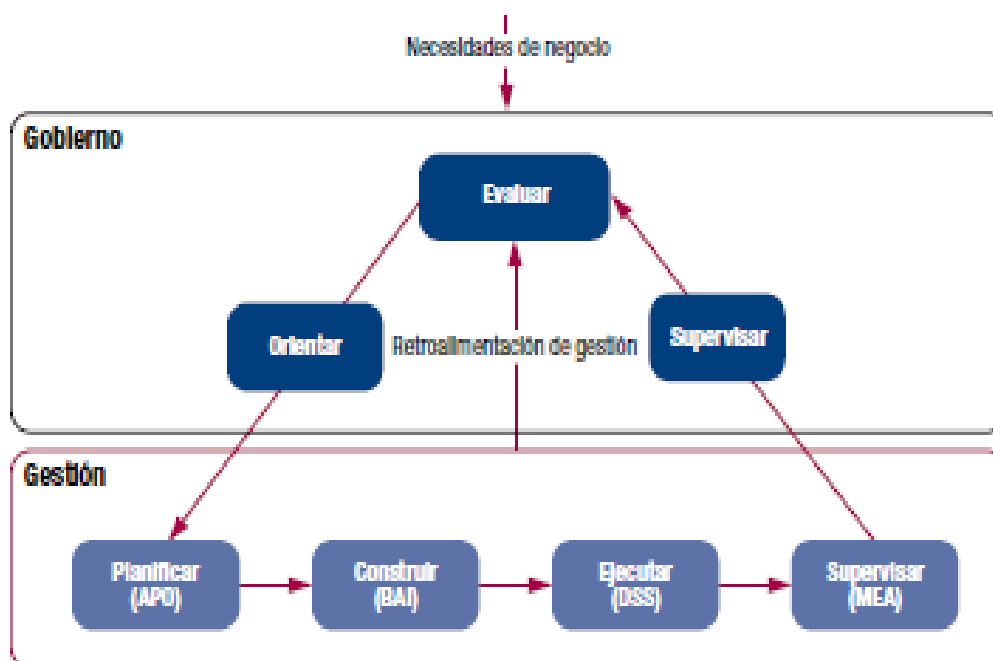 Necesidades de negocio
Gobierno
Evaluar
Orientar
Retroalimentación de gestión
Supervisar
Gestión
Planificar
(APO)
Construir
(BAI)
Ejecutar
(DSS)
Supervisar
(MEA)